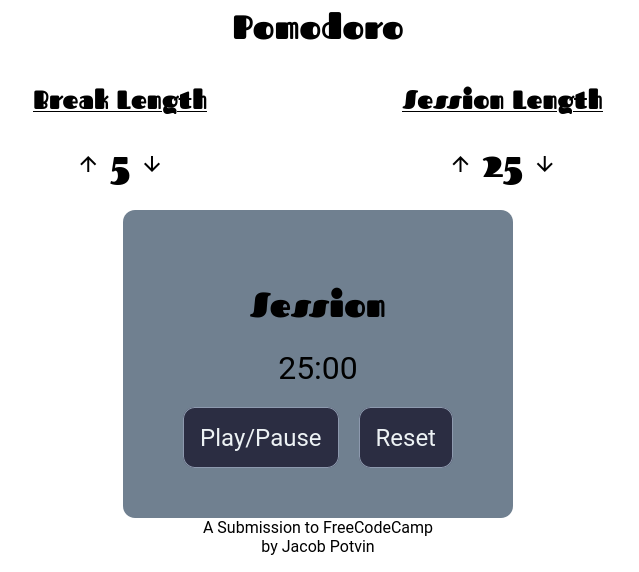 Pomodoro
Break Length
Session Length
↑ 5 ↓
↑ 25 ↓
Session
25:00
Play/Pause
Reset
A Submission to FreeCodeCamp
by Jacob Potvin